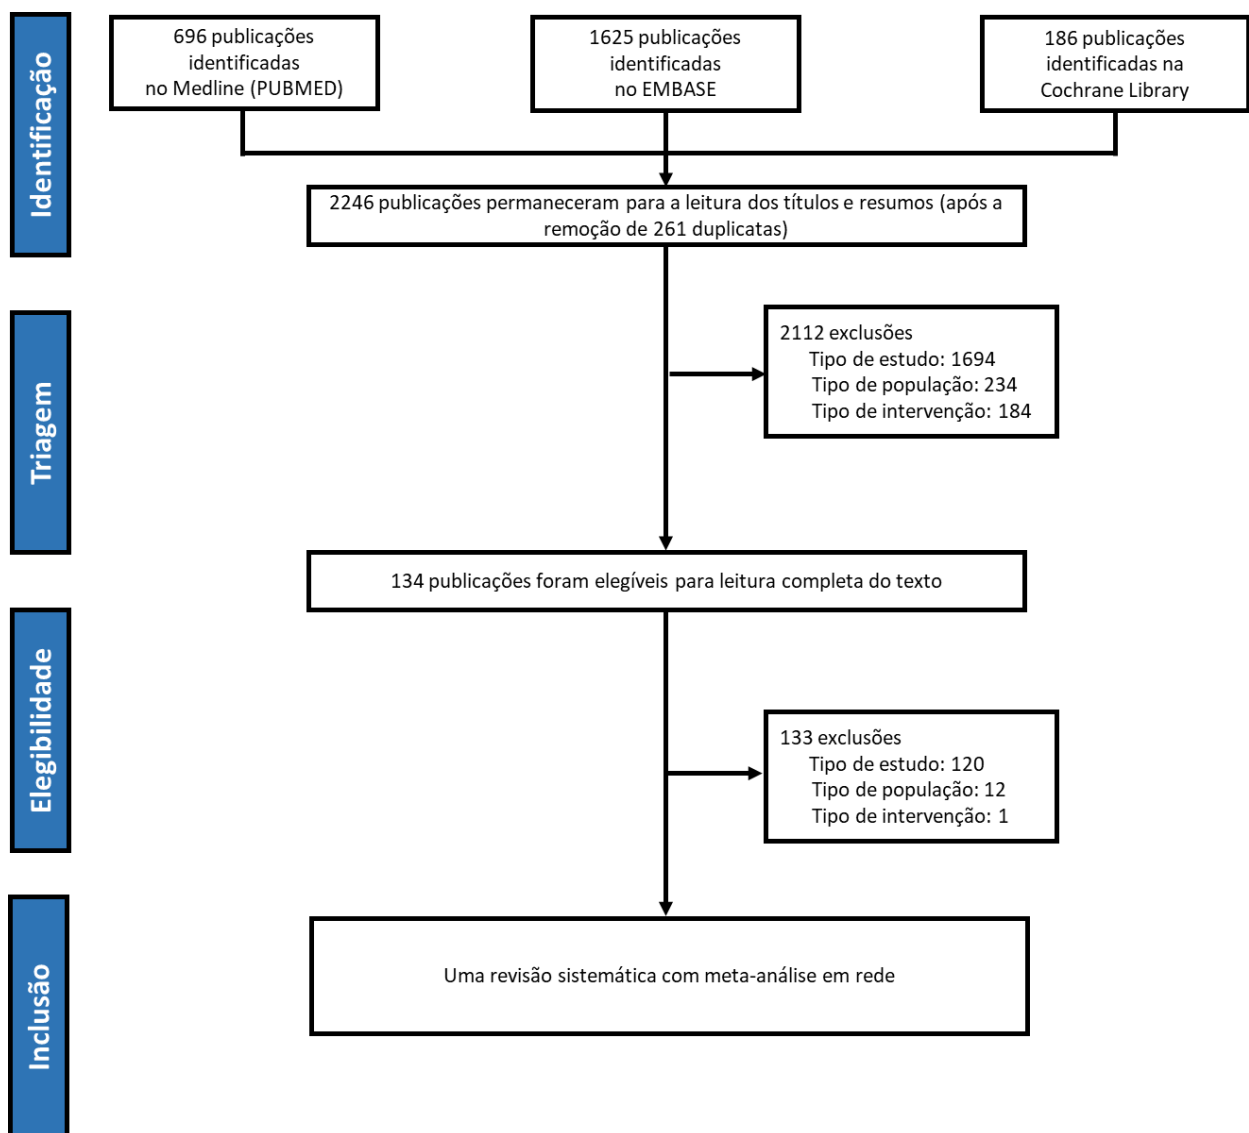 Identificação
696 publicações
identificadas
no Medline (PUBMED)
1625 publicações
identificadas
no EMBASE
186 publicações
identificadas na
Cochrane Library
2246 publicações permaneceram para a leitura dos títulos e resumos (após a
remoção de 261 duplicatas)
Triagem
2112 exclusões
Tipo de estudo: 1694
Tipo de população: 234
Tipo de intervenção: 184
134 publicações foram elegíveis para leitura completa do texto
Elegibilidade
133 exclusões
Tipo de estudo: 120
Tipo de população: 12
Tipo de intervenção: 1
Inclusão
Uma revisão sistemática com meta-análise em rede